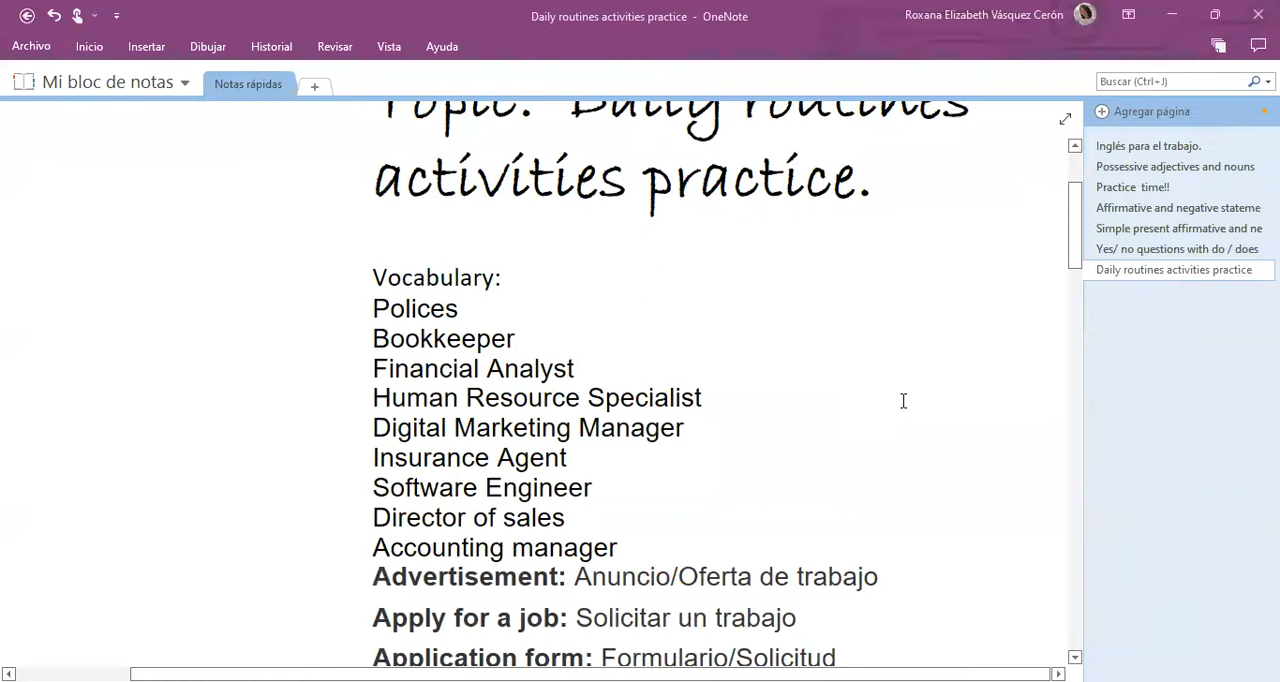 Daily routines activities practice - OneNote
Roxana Elizabeth Vásquez Cerón
Archivo Inicio Insertar Dibujar Historial Revisar Vista Ayuda
Mi bloc de notas Notas rápidas +
Buscar (Ctrl+J)
Topic: Daily routines
activities practice.
Vocabulary:
Polices
Bookkeeper
Financial Analyst
Human Resource Specialist
Digital Marketing Manager
Insurance Agent
Software Engineer
Director of sales
Accounting manager
Advertisement: Anuncio/Oferta de trabajo
Apply for a job: Solicitar un trabajo
Application form: Formulario/Solicitud
Agregar página
Inglés para el trabajo.
Possessive adjectives and nouns
Practice time!!
Affirmative and negative stateme
Simple present affirmative and ne
Yes/ no questions with do / does
Daily routines activities practice